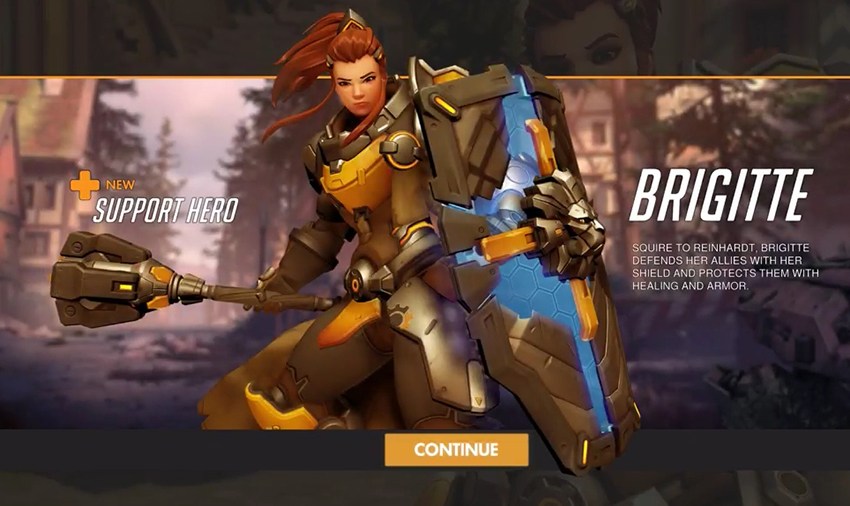 NEW
SUPPORT HERO
BRIGITTE
SQUIRE TO REINHARDT, BRIGITTE
DEFENDS HER ALLIES WITH HER
SHIELD AND PROTECTS THEM WITH
HEALING AND ARMOR.
CONTINUE